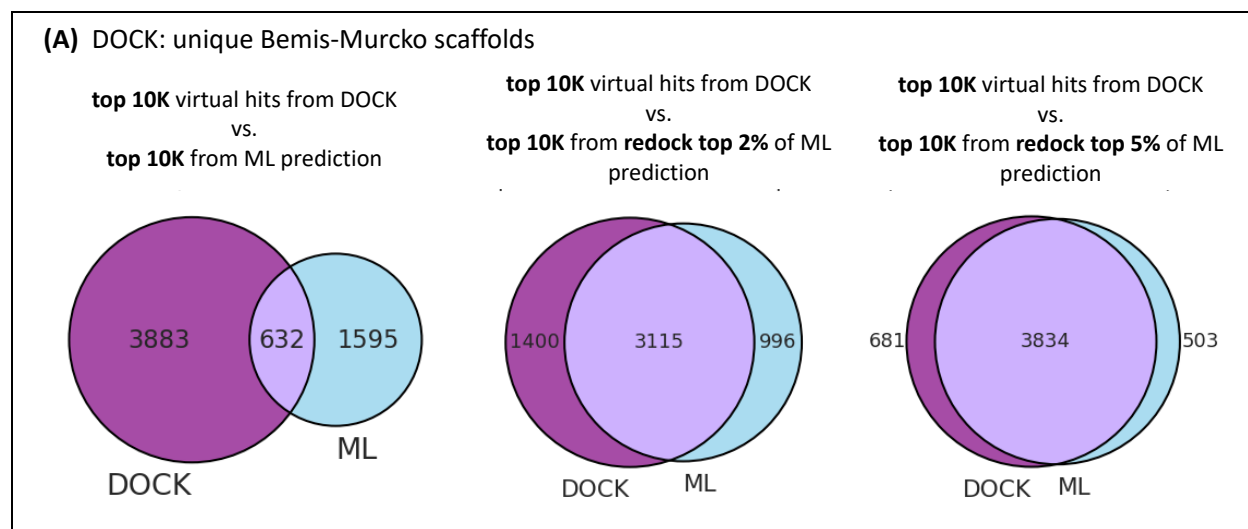 (A) DOCK: unique Bemis-Murcko scaffolds
top 10K virtual hits from DOCK
vs.
top 10K from ML prediction
top 10K virtual hits from DOCK
vs.
top 10K from redock top 2% of ML
prediction
top 10K virtual hits from DOCK
vs.
top 10K from redock top 5% of ML
prediction
3883
632
1595
DOCK
ML
1400
3115
996
DOCK
ML
681
3834
503
DOCK
ML